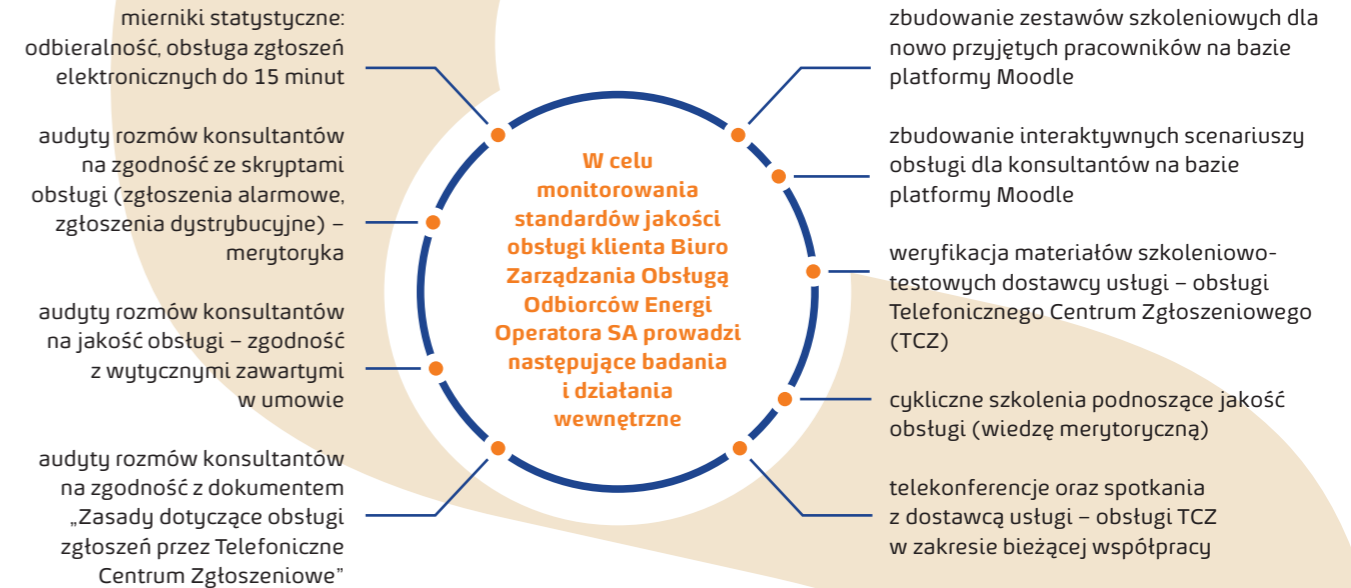 mierniki statystyczne:
odbieralność, obsługa zgłoszeń
elektronicznych do 15 minut
audyty rozmów konsultantów
na zgodność ze skryptami
obsługi (zgłoszenia alarmowe,
zgłoszenia dystrybucyjne) –
merytoryka
audyty rozmów konsultantów
na jakość obsługi – zgodność
z wytycznymi zawartymi
w umowie
audyty rozmów konsultantów
na zgodność z dokumentem
„Zasady dotyczące obsługi
zgłoszeń przez Telefoniczne
Centrum Zgłoszeniowe”
W celu
monitorowania
standardów jakości
obsługi klienta Biuro
Zarządzania Obsługą
Odbiorców Energi
Operatora SA prowadzi
następujące badania
i działania
wewnętrzne
zbudowanie zestawów szkoleniowych dla
nowo przyjętych pracowników na bazie
platformy Moodle
zbudowanie interaktywnych scenariuszy
obsługi dla konsultantów na bazie
platformy Moodle
weryfikacja materiałów szkoleniowo-
testowych dostawcy usługi – obsługi
Telefonicznego Centrum Zgłoszeniowego
(TCZ)
cykliczne szkolenia podnoszące jakość
obsługi (wiedzę merytoryczną)
telekonferencje oraz spotkania
z dostawcą usługi – obsługi TCZ
w zakresie bieżącej współpracy